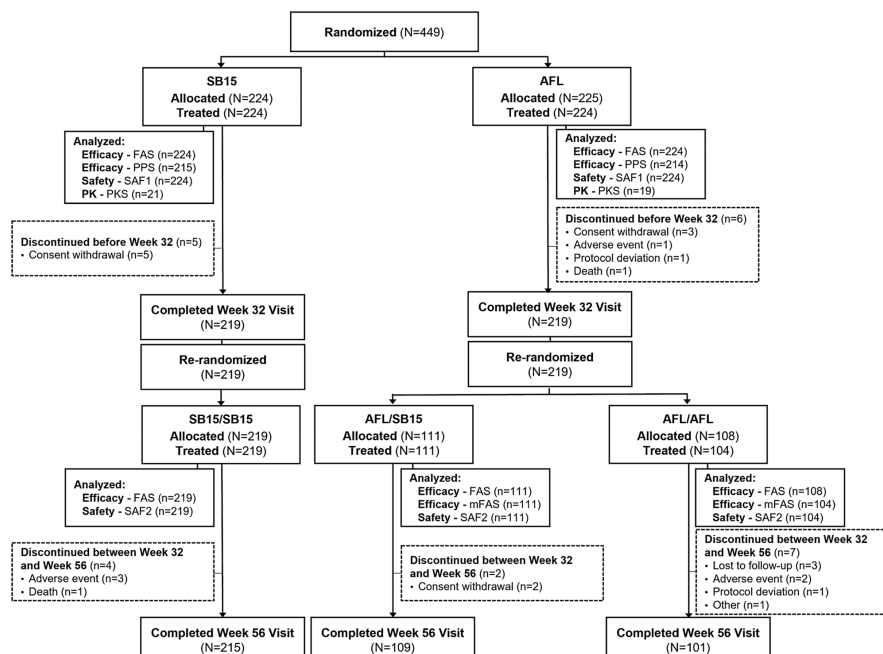 Randomized (N=449)
SB15
Allocated (N=224)
Treated (N=224)
AFL
Allocated (N=225)
Treated (N=224)
Analyzed:
Efficacy - FAS (n=224)
Efficacy - PPS (n=215)
Safety - SAF1 (n=224)
PK - PKS (n=21)
Analyzed:
Efficacy - FAS (n=224)
Efficacy - PPS (n=214)
Safety - SAF1 (n=224)
PK - PKS (n=19)
Discontinued before Week 32 (n=5)
• Consent withdrawal (n=5)
Discontinued before Week 32 (n=6)
• Consent withdrawal (n=3)
• Adverse event (n=1)
• Protocol deviation (n=1)
• Death (n=1)
Completed Week 32 Visit
(N=219)
Completed Week 32 Visit
(N=219)
Re-randomized
(N=219)
Re-randomized
(N=219)
SB15/SB15
Allocated (N=219)
Treated (N=219)
AFL/SB15
Allocated (N=111)
Treated (N=111)
AFL/AFL
Allocated (N=108)
Treated (N=104)
Analyzed:
Efficacy - FAS (n=219)
Safety - SAF2 (n=219)
Analyzed:
Efficacy - FAS (n=111)
Efficacy - mFAS (n=111)
Safety - SAF2 (n=111)
Analyzed:
Efficacy - FAS (n=108)
Efficacy - mFAS (n=104)
Safety - SAF2 (n=104)
Discontinued between Week 32
and Week 56 (n=4)
• Adverse event (n=3)
• Death (n=1)
Discontinued between Week 32
and Week 56 (n=2)
• Consent withdrawal (n=2)
Discontinued between Week 32
and Week 56 (n=7)
• Lost to follow-up (n=3)
• Adverse event (n=2)
• Protocol deviation (n=1)
• Other (n=1)
Completed Week 56 Visit
(N=215)
Completed Week 56 Visit
(N=109)
Completed Week 56 Visit
(N=101)